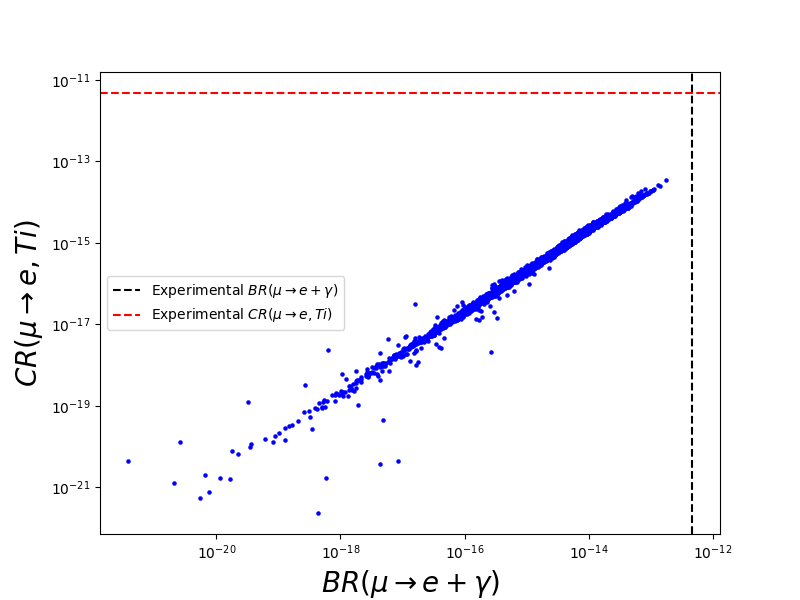 10⁻¹¹
10⁻¹³
10⁻¹⁵
10⁻¹⁷
10⁻¹⁹
10⁻²¹
CR(μ → e, Ti)
Experimental BR(μ → e + γ)
Experimental CR(μ → e, Ti)
10⁻²⁰ 10⁻¹⁸ 10⁻¹⁶ 10⁻¹⁴ 10⁻¹²
BR(μ → e + γ)